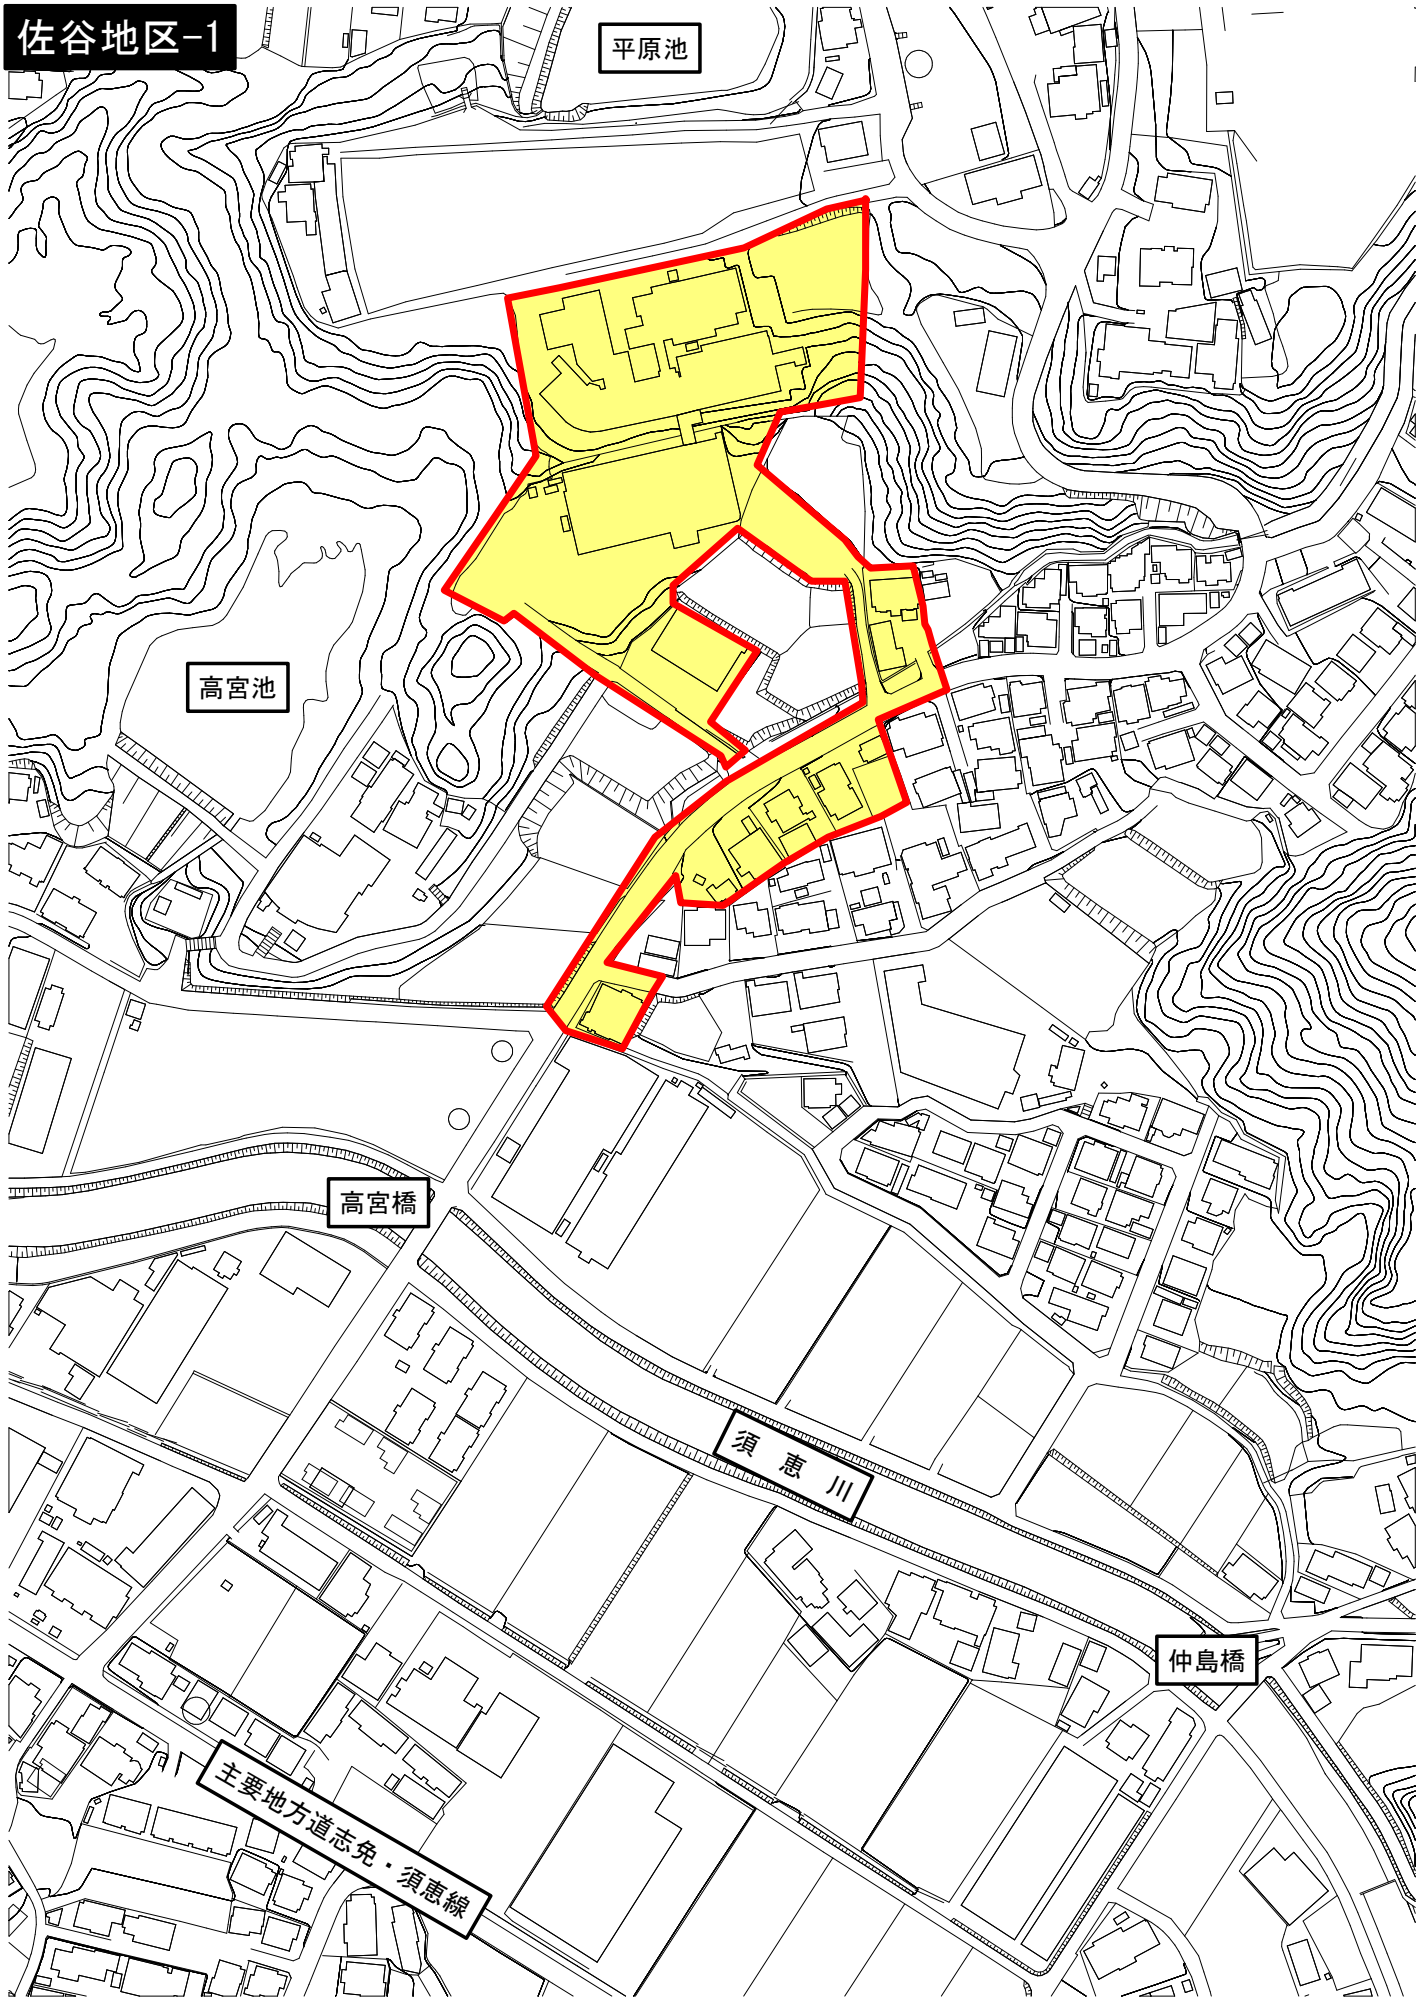 佐谷地区-1
平原池
高宮池
高宮橋
須恵川
仲島橋
主要地方道志免・須恵線